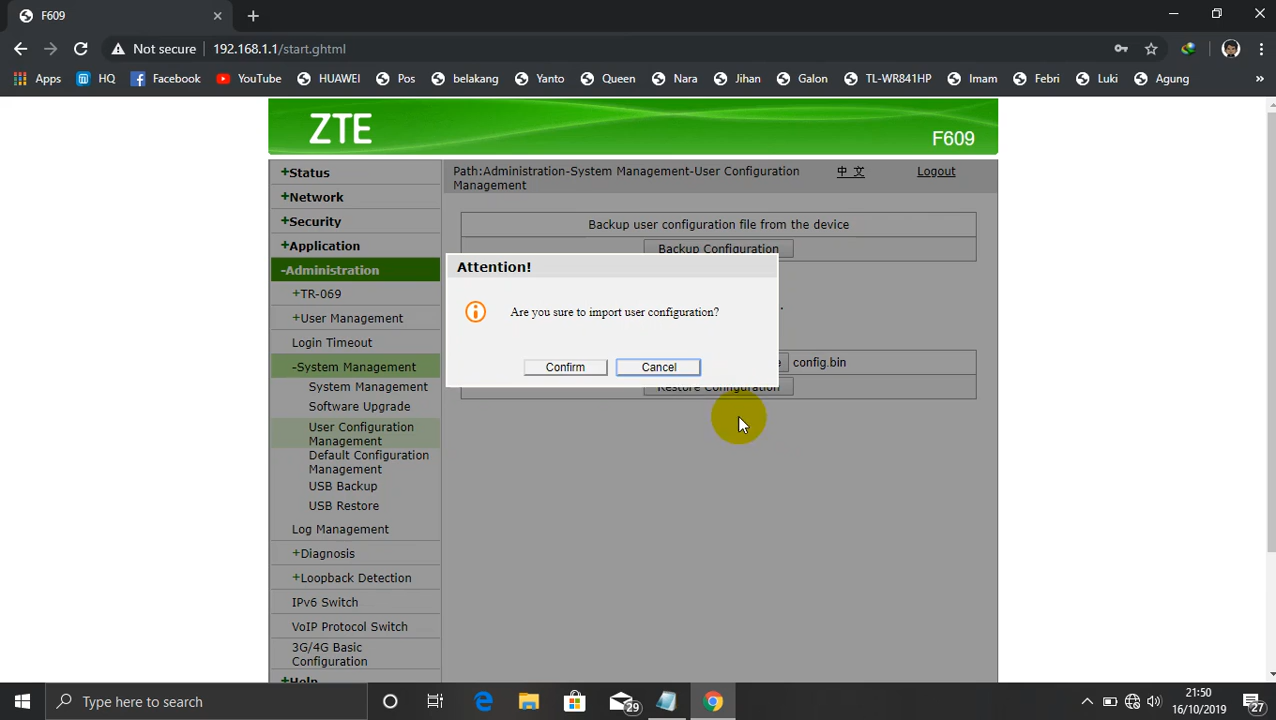 F609
Not secure
192.168.1.1/start.ghtml
Apps
HQ
Facebook
YouTube
HUAWEI
Pos
belakang
Yanto
Queen
Nara
Jihan
Galon
TL-WR841HP
Imam
Febri
Luki
Agung
»
ZTE
F609
+Status
+Network
+Security
+Application
-Administration
+TR-069
+User Management
Login Timeout
-System Management
System Management
Software Upgrade
User Configuration
Management
Default Configuration
Management
USB Backup
USB Restore
Log Management
+Diagnosis
+Loopback Detection
IPv6 Switch
VoIP Protocol Switch
3G/4G Basic
Configuration
+Help
Path:Administration-System Management-User Configuration
Management
中 文
Logout
Backup user configuration file from the device
Backup Configuration
Attention!
Are you sure to import user configuration?
Confirm
Cancel
config.bin
Restore Configuration
Type here to search
29
21:50
16/10/2019
27